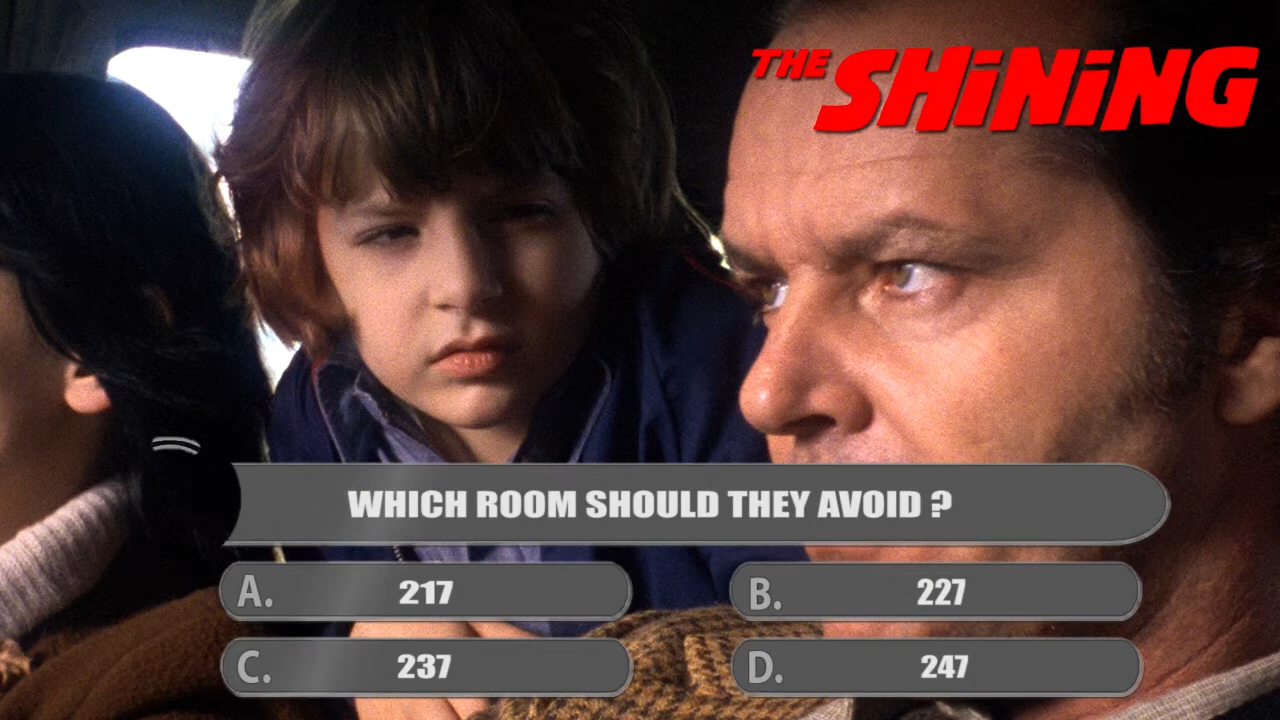 THE SHiNiNG
WHICH ROOM SHOULD THEY AVOID ?
A. 217
B. 227
C. 237
D. 247